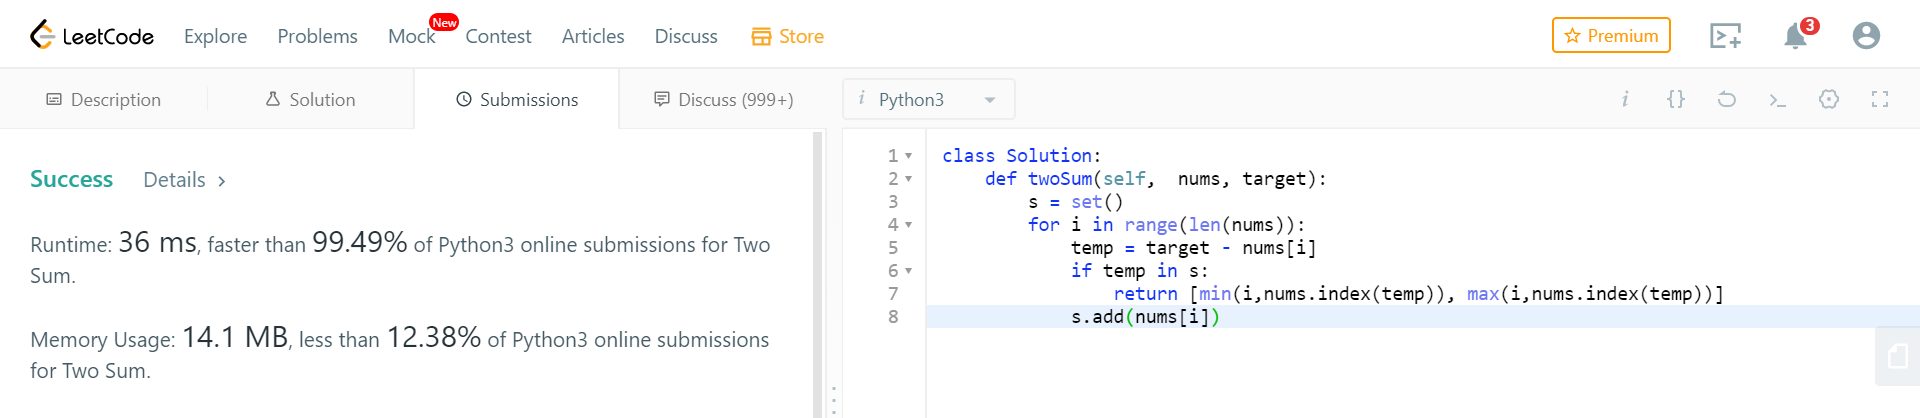 LeetCode Explore Problems Mock New Contest Articles Discuss Store Premium 3
Description Solution Submissions Discuss (999+) i Python3 i {} >_
Success Details >
Runtime: 36 ms, faster than 99.49% of Python3 online submissions for Two
Sum.
Memory Usage: 14.1 MB, less than 12.38% of Python3 online submissions
for Two Sum.
1 class Solution:
2     def twoSum(self,  nums, target):
3         s = set()
4         for i in range(len(nums)):
5             temp = target - nums[i]
6             if temp in s:
7                 return [min(i,nums.index(temp)), max(i,nums.index(temp))]
8             s.add(nums[i])